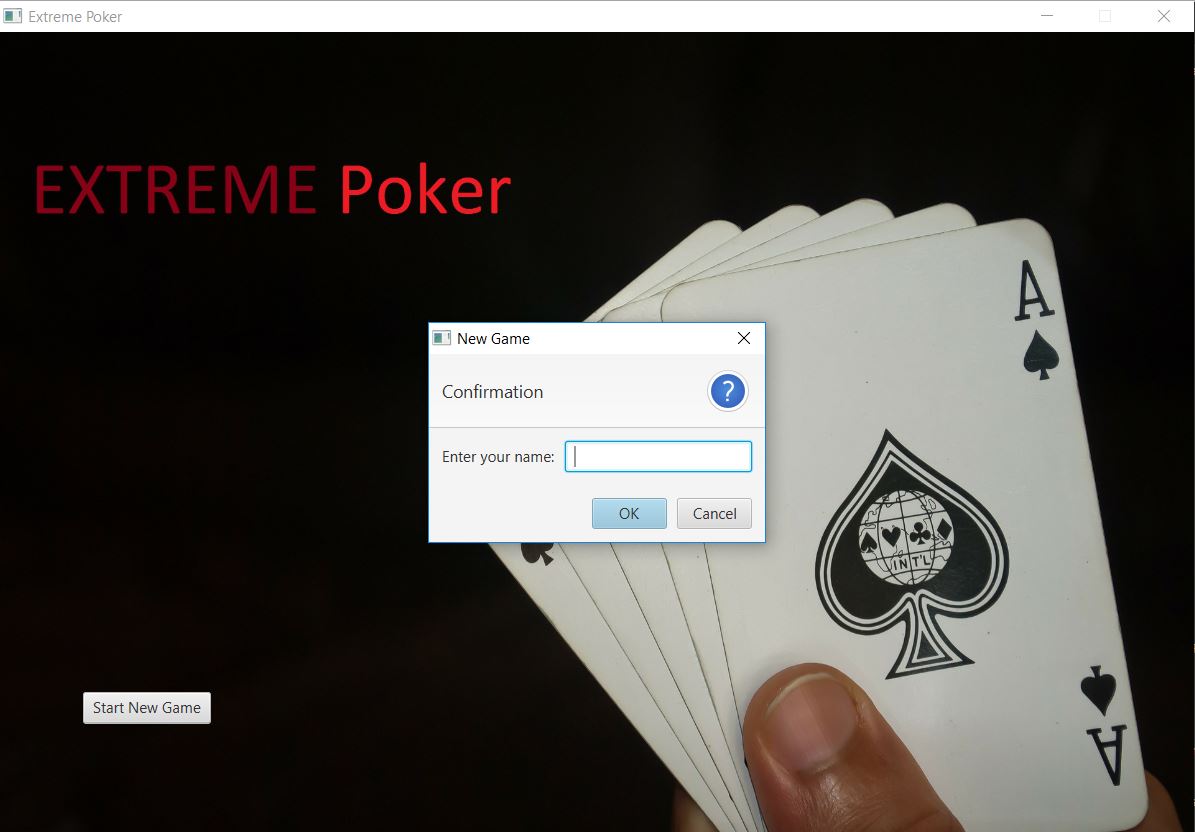 Extreme Poker
EXTREME Poker
A
New Game
Confirmation
?
Enter your name:
OK
Cancel
INT'L
Start New Game
A